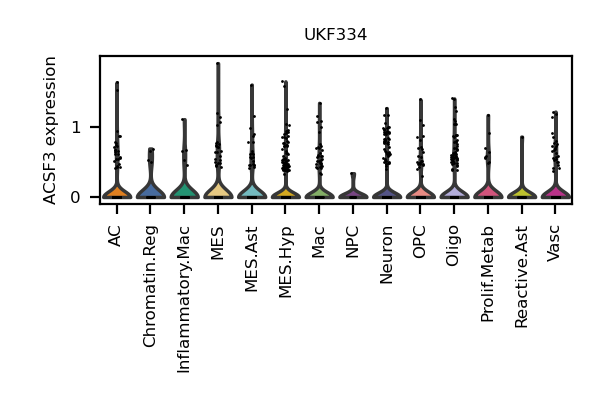 UKF334
ACSF3 expression
1
0
AC
Chromatin.Reg
Inflammatory.Mac
MES
MES.Ast
MES.Hyp
Mac
NPC
Neuron
OPC
Oligo
Prolif.Metab
Reactive.Ast
Vasc